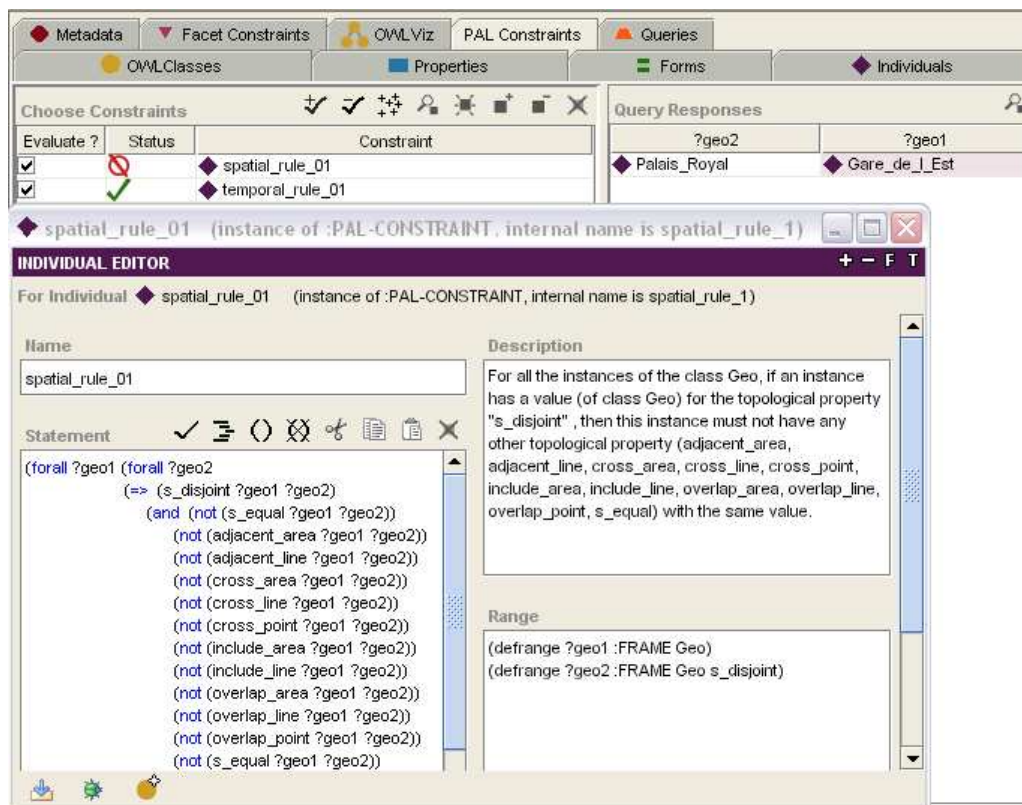 Metadata
Facet Constraints
OWLViz
PAL Constraints
Queries
OWLClasses
Properties
Forms
Individuals
Choose Constraints
Evaluate ?
Status
Constraint
spatial_rule_01
temporal_rule_01
Query Responses
?geo2
?geo1
Palais_Royal
Gare_de_l_Est
spatial_rule_01 (instance of :PAL-CONSTRAINT, internal name is spatial_rule_1)
INDIVIDUAL EDITOR
+ − F T
For Individual spatial_rule_01 (instance of :PAL-CONSTRAINT, internal name is spatial_rule_1)
Name
spatial_rule_01
Statement
(forall ?geo1 (forall ?geo2
(=> (s_disjoint ?geo1 ?geo2)
(and (not (s_equal ?geo1 ?geo2))
(not (adjacent_area ?geo1 ?geo2))
(not (adjacent_line ?geo1 ?geo2))
(not (cross_area ?geo1 ?geo2))
(not (cross_line ?geo1 ?geo2))
(not (cross_point ?geo1 ?geo2))
(not (include_area ?geo1 ?geo2))
(not (include_line ?geo1 ?geo2))
(not (overlap_area ?geo1 ?geo2))
(not (overlap_line ?geo1 ?geo2))
(not (overlap_point ?geo1 ?geo2))
(not (s_equal ?geo1 ?geo2))
Description
For all the instances of the class Geo, if an instance
has a value (of class Geo) for the topological property
"s_disjoint" , then this instance must not have any
other topological property (adjacent_area,
adjacent_line, cross_area, cross_line, cross_point,
include_area, include_line, overlap_area, overlap_line,
overlap_point, s_equal) with the same value.
Range
(defrange ?geo1 :FRAME Geo)
(defrange ?geo2 :FRAME Geo s_disjoint)